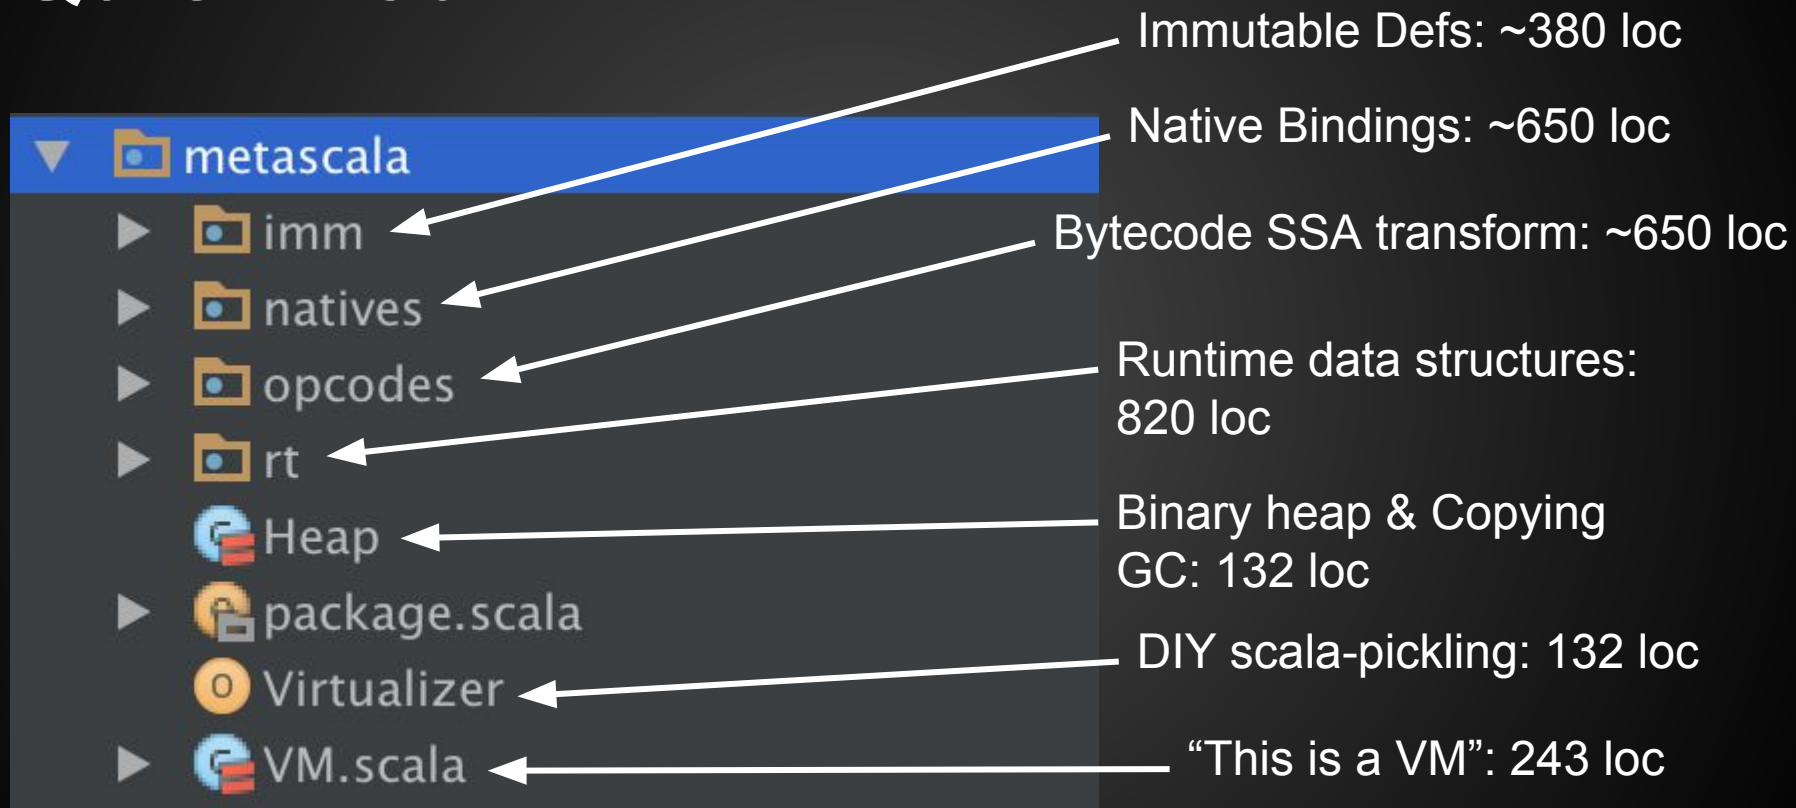 Immutable Defs: ~380 loc
Native Bindings: ~650 loc
metascala
imm
Bytecode SSA transform: ~650 loc
natives
Runtime data structures:
820 loc
opcodes
rt
Binary heap & Copying
GC: 132 loc
Heap
package.scala
DIY scala-pickling: 132 loc
Virtualizer
“This is a VM”: 243 loc
VM.scala